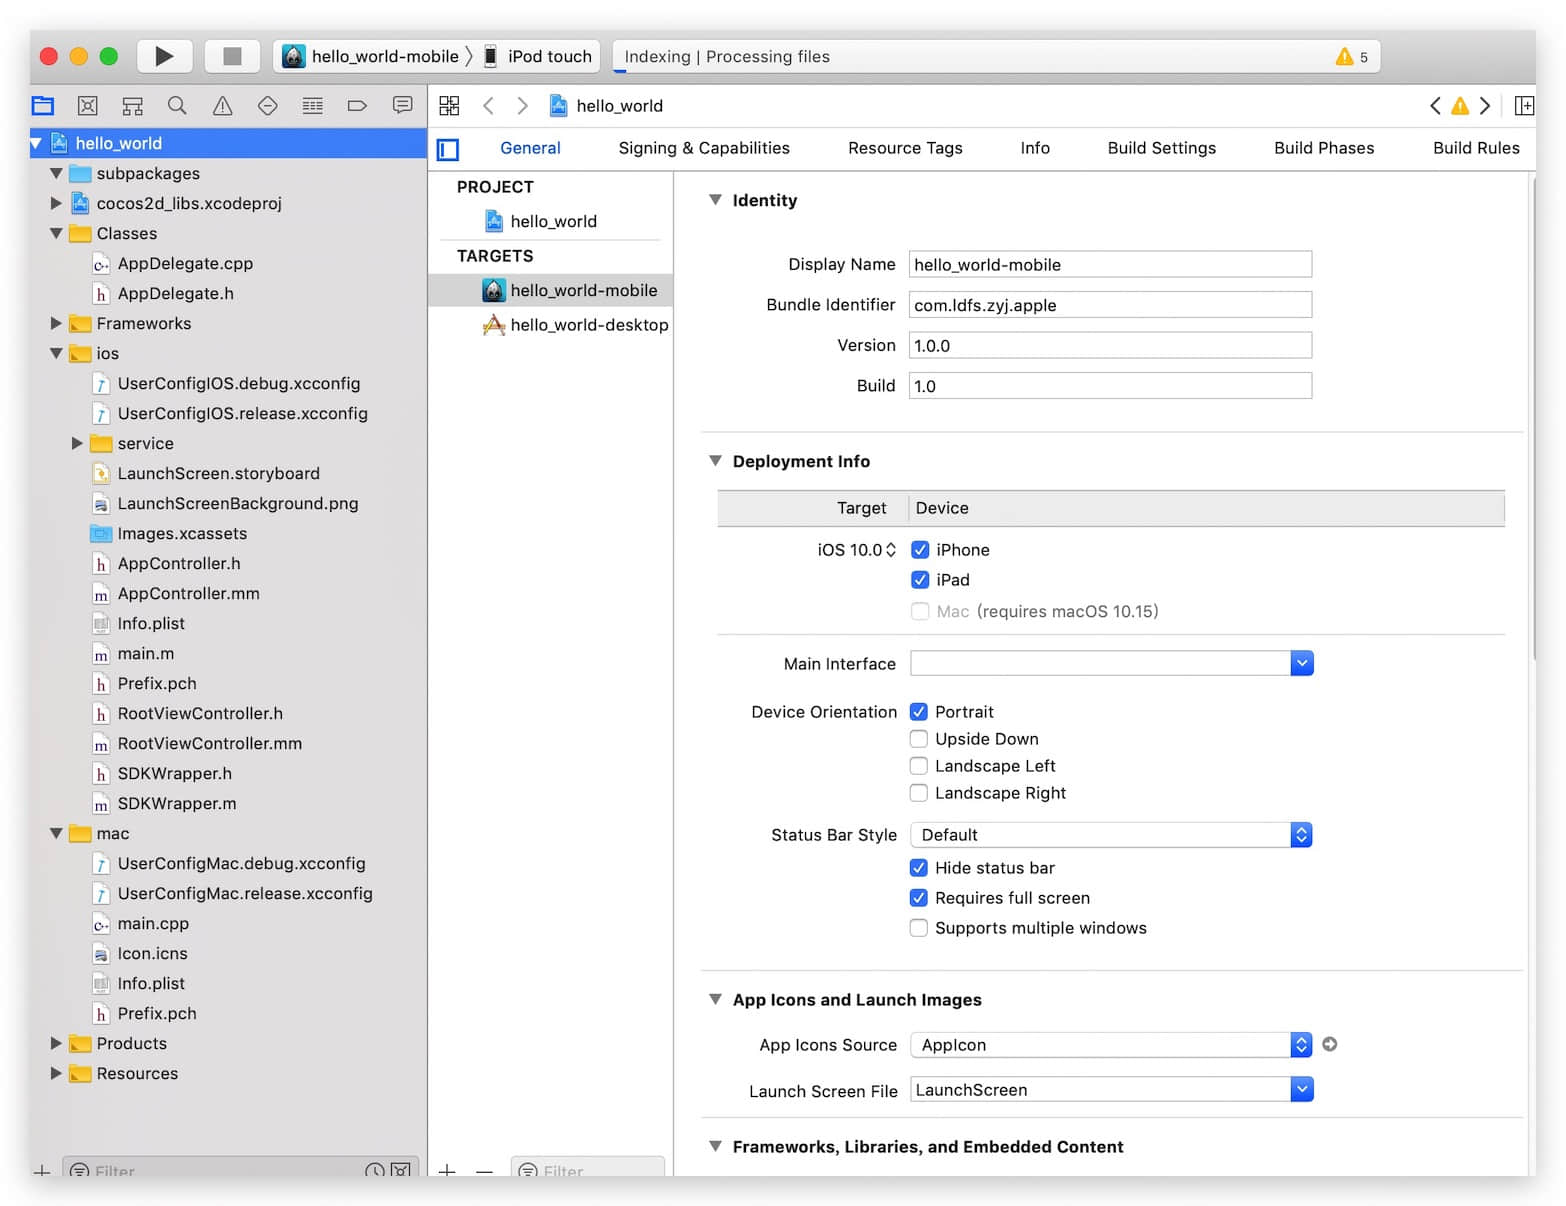 hello_world-mobile 〉 iPod touch
Indexing | Processing files
5
hello_world
General
Signing & Capabilities
Resource Tags
Info
Build Settings
Build Phases
Build Rules
hello_world
subpackages
cocos2d_libs.xcodeproj
Classes
AppDelegate.cpp
AppDelegate.h
Frameworks
ios
UserConfigIOS.debug.xcconfig
UserConfigIOS.release.xcconfig
service
LaunchScreen.storyboard
LaunchScreenBackground.png
Images.xcassets
AppController.h
AppController.mm
Info.plist
main.m
Prefix.pch
RootViewController.h
RootViewController.mm
SDKWrapper.h
SDKWrapper.m
mac
UserConfigMac.debug.xcconfig
UserConfigMac.release.xcconfig
main.cpp
Icon.icns
Info.plist
Prefix.pch
Products
Resources
Filter
PROJECT
hello_world
TARGETS
hello_world-mobile
hello_world-desktop
Filter
Identity
Display Name hello_world-mobile
Bundle Identifier com.ldfs.zyj.apple
Version 1.0.0
Build 1.0
Deployment Info
Target Device
iOS 10.0 iPhone
iPad
Mac (requires macOS 10.15)
Main Interface
Device Orientation Portrait
Upside Down
Landscape Left
Landscape Right
Status Bar Style Default
Hide status bar
Requires full screen
Supports multiple windows
App Icons and Launch Images
App Icons Source AppIcon
Launch Screen File LaunchScreen
Frameworks, Libraries, and Embedded Content